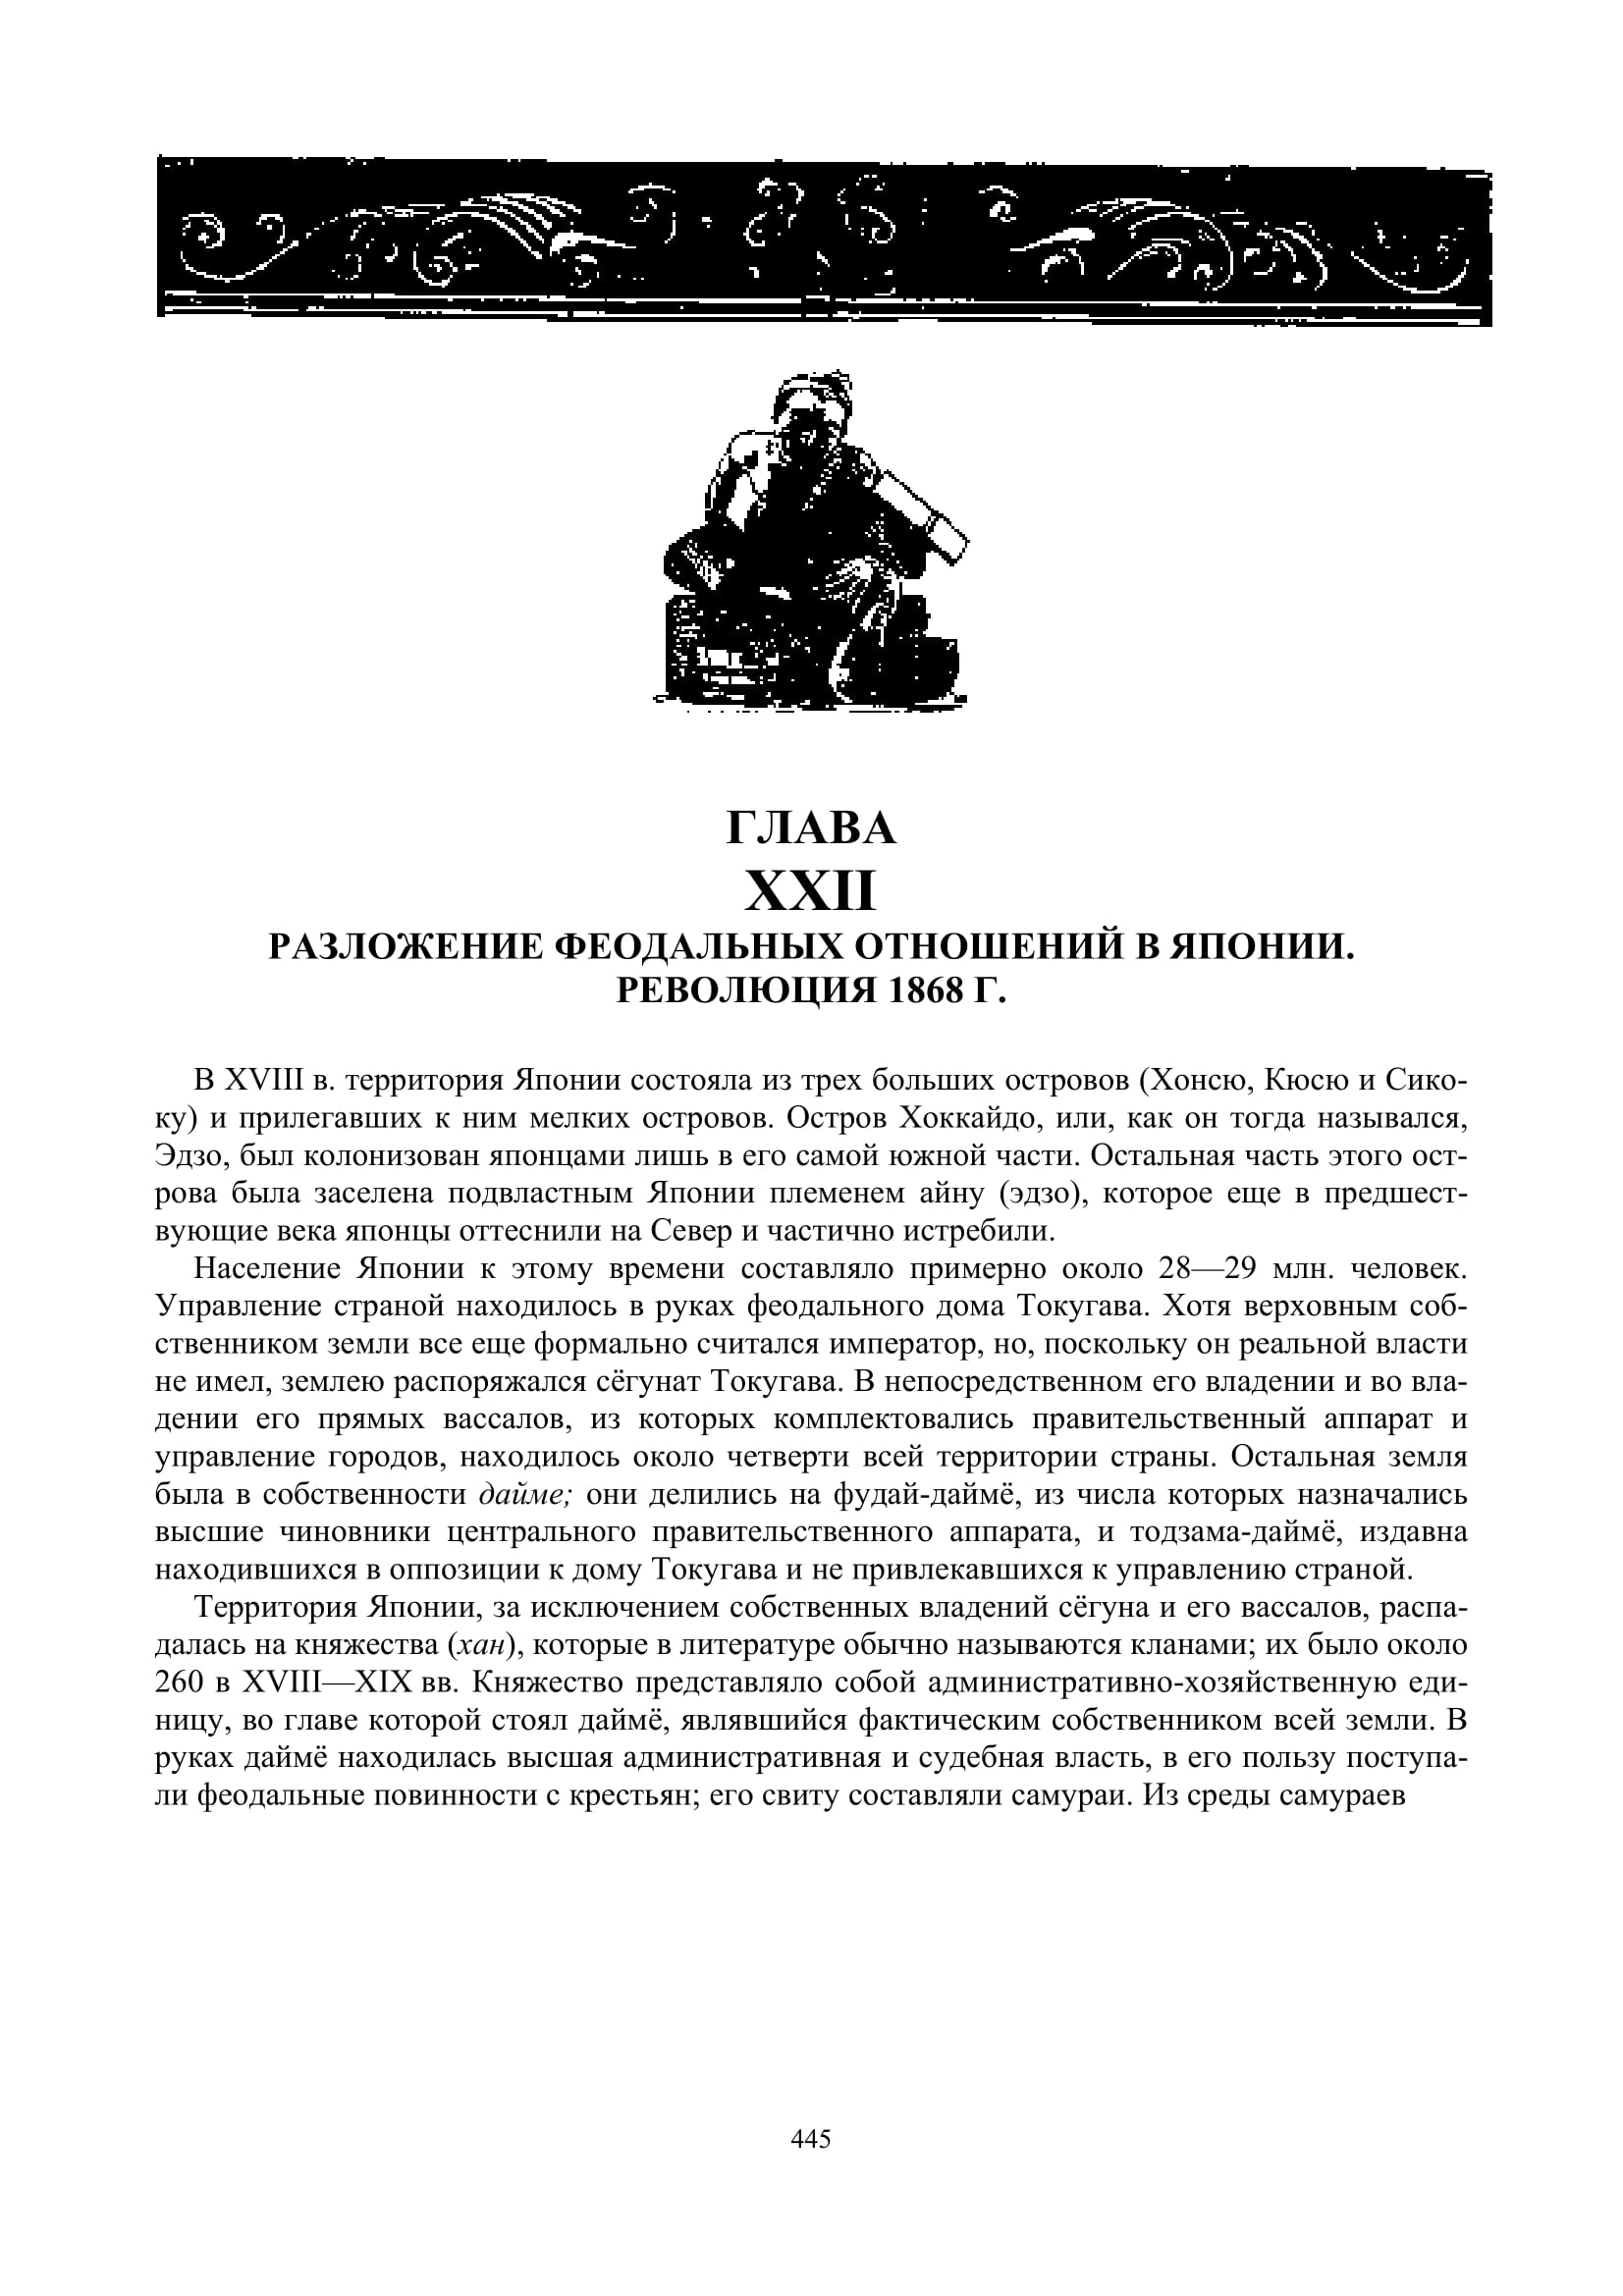 ГЛАВА
XXII
РАЗЛОЖЕНИЕ ФЕОДАЛЬНЫХ ОТНОШЕНИЙ В ЯПОНИИ.
РЕВОЛЮЦИЯ 1868 Г.
В XVIII в. территория Японии состояла из трех больших островов (Хонсю, Кюсю и Сико-
ку) и прилегавших к ним мелких островов. Остров Хоккайдо, или, как он тогда назывался,
Эдзо, был колонизован японцами лишь в его самой южной части. Остальная часть этого ост-
рова была заселена подвластным Японии племенем айну (эдзо), которое еще в предшест-
вующие века японцы оттеснили на Север и частично истребили.
Население Японии к этому времени составляло примерно около 28—29 млн. человек.
Управление страной находилось в руках феодального дома Токугава. Хотя верховным соб-
ственником земли все еще формально считался император, но, поскольку он реальной власти
не имел, землею распоряжался сёгунат Токугава. В непосредственном его владении и во вла-
дении его прямых вассалов, из которых комплектовались правительственный аппарат и
управление городов, находилось около четверти всей территории страны. Остальная земля
была в собственности дайме; они делились на фудай-даймё, из числа которых назначались
высшие чиновники центрального правительственного аппарата, и тодзама-даймё, издавна
находившихся в оппозиции к дому Токугава и не привлекавшихся к управлению страной.
Территория Японии, за исключением собственных владений сёгуна и его вассалов, распа-
далась на княжества (хан), которые в литературе обычно называются кланами; их было около
260 в XVIII—XIX вв. Княжество представляло собой административно-хозяйственную еди-
ницу, во главе которой стоял даймё, являвшийся фактическим собственником всей земли. В
руках даймё находилась высшая административная и судебная власть, в его пользу поступа-
ли феодальные повинности с крестьян; его свиту составляли самураи. Из среды самураев
445